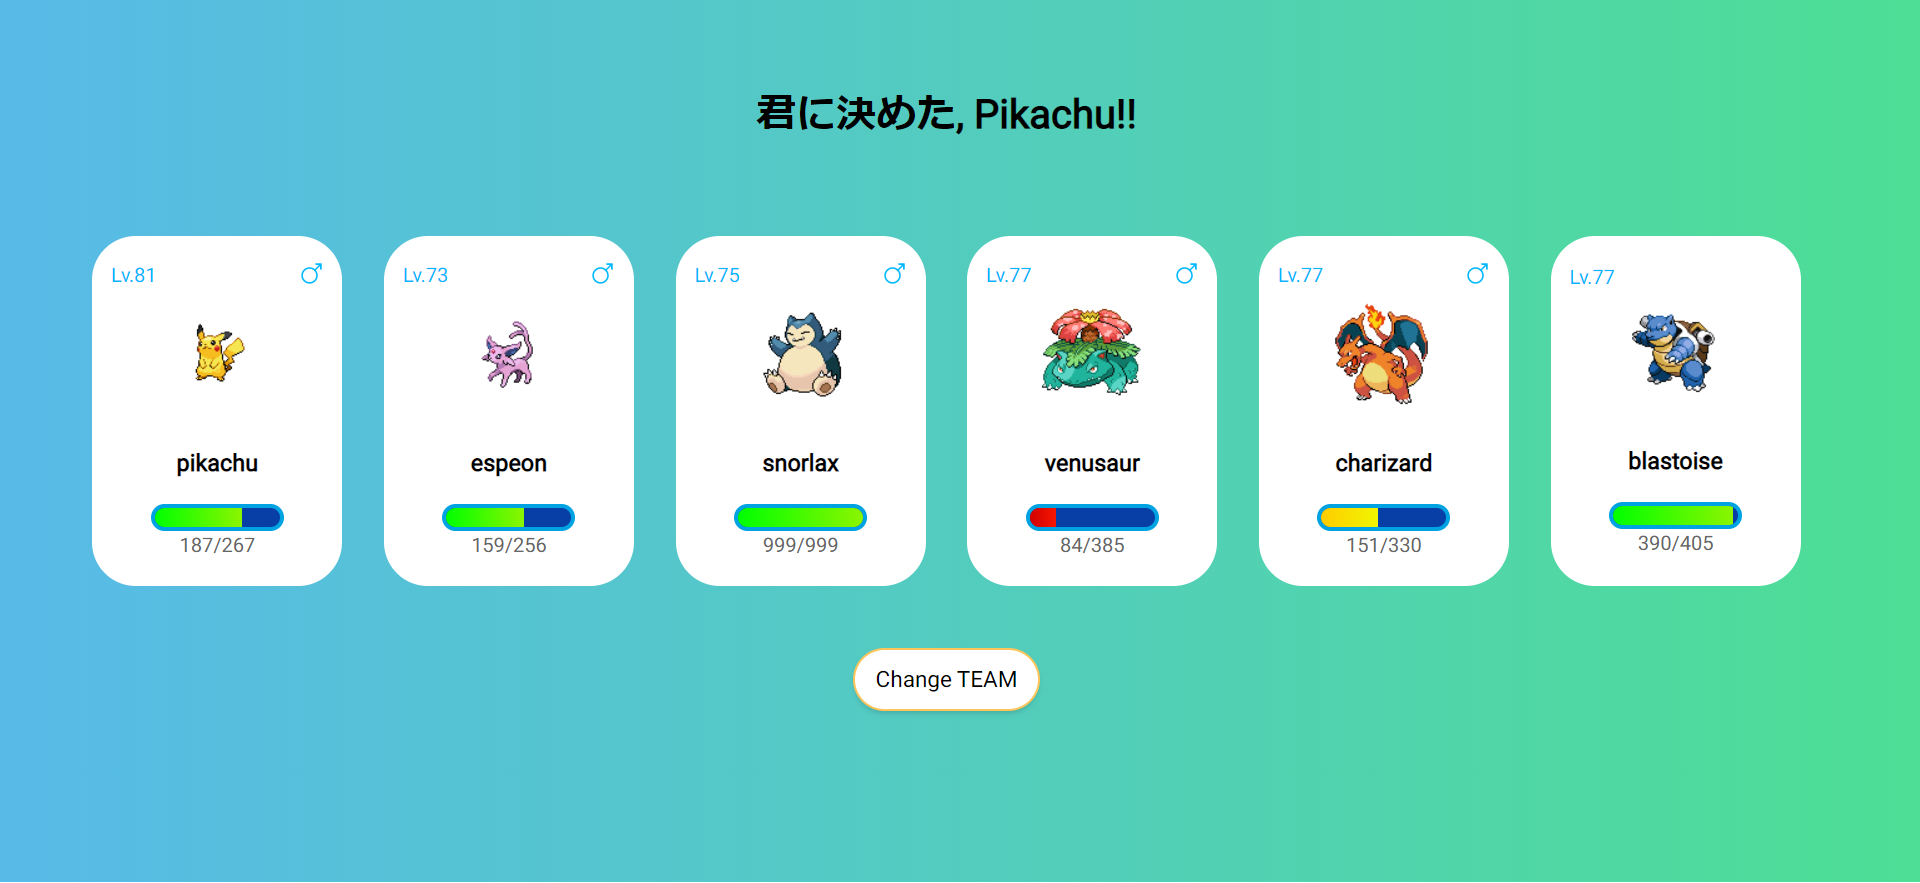 君に決めた, Pikachu!!
Lv.81 ♂
pikachu
187/267
Lv.73 ♂
espeon
159/256
Lv.75 ♂
snorlax
999/999
Lv.77 ♂
venusaur
84/385
Lv.77 ♂
charizard
151/330
Lv.77
blastoise
390/405
Change TEAM